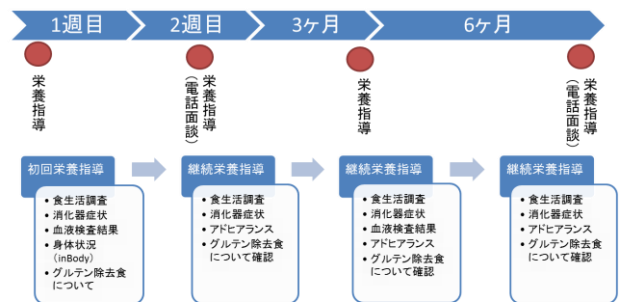 1週目
2週目
3ヶ月
6ヶ月
栄養指導
栄養指導
(電話面談)
栄養指導
栄養指導
(電話面談)
初回栄養指導
• 食生活調査
• 消化器症状
• 血液検査結果
• 身体状況
(inBody)
• グルテン除去食
について
継続栄養指導
• 食生活調査
• 消化器症状
• アドヒアランス
• グルテン除去食
について確認
継続栄養指導
• 食生活調査
• 消化器症状
• 血液検査結果
• アドヒアランス
• グルテン除去食
について確認
継続栄養指導
• 食生活調査
• 消化器症状
• アドヒアランス
• グルテン除去食
について確認